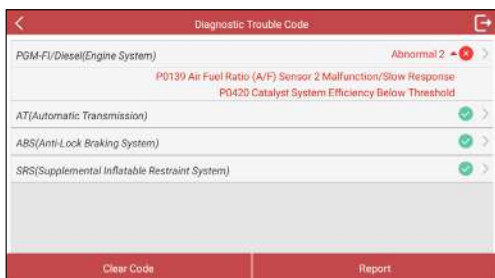 Diagnostic Trouble Code
PGM-FI/Diesel(Engine System) Abnormal 2
P0139 Air Fuel Ratio (A/F) Sensor 2 Malfunction/Slow Response
P0420 Catalyst System Efficiency Below Threshold
AT(Automatic Transmission)
ABS(Anti-Lock Braking System)
SRS(Supplemental Inflatable Restraint System)
Clear Code Report